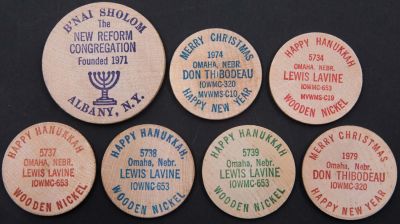 B'NAI SHOLOM
The
NEW REFORM
CONGREGATION
Founded 1971
ALBANY, N.Y.
MERRY CHRISTMAS
1974
OMAHA, NEBR.
DON THIBODEAU
IOWMC-320
MVWMS-C10
HAPPY NEW YEAR
HAPPY HANUKKAH
5734
OMAHA, NEBR.
LEWIS LAVINE
IOWMC-653
MVWMS-C19
WOODEN NICKEL
HAPPY HANUKKAH
5737
Omaha, Nebr.
LEWIS LAVINE
IOWMC-653
WOODEN NICKEL
HAPPY HANUKKAH
5738
Omaha, Nebr.
LEWIS LAVINE
IOWNC-653
WOODEN NICKEL
HAPPY HANUKKAH
5739
Omaha, Nebr.
LEWIS LAVINE
IOWMC-653
WOODEN NICKEL
MERRY CHRISTMAS
1979
Omaha, Nebr.
DON THIBODEAU
IOWMC-320
HAPPY NEW YEAR